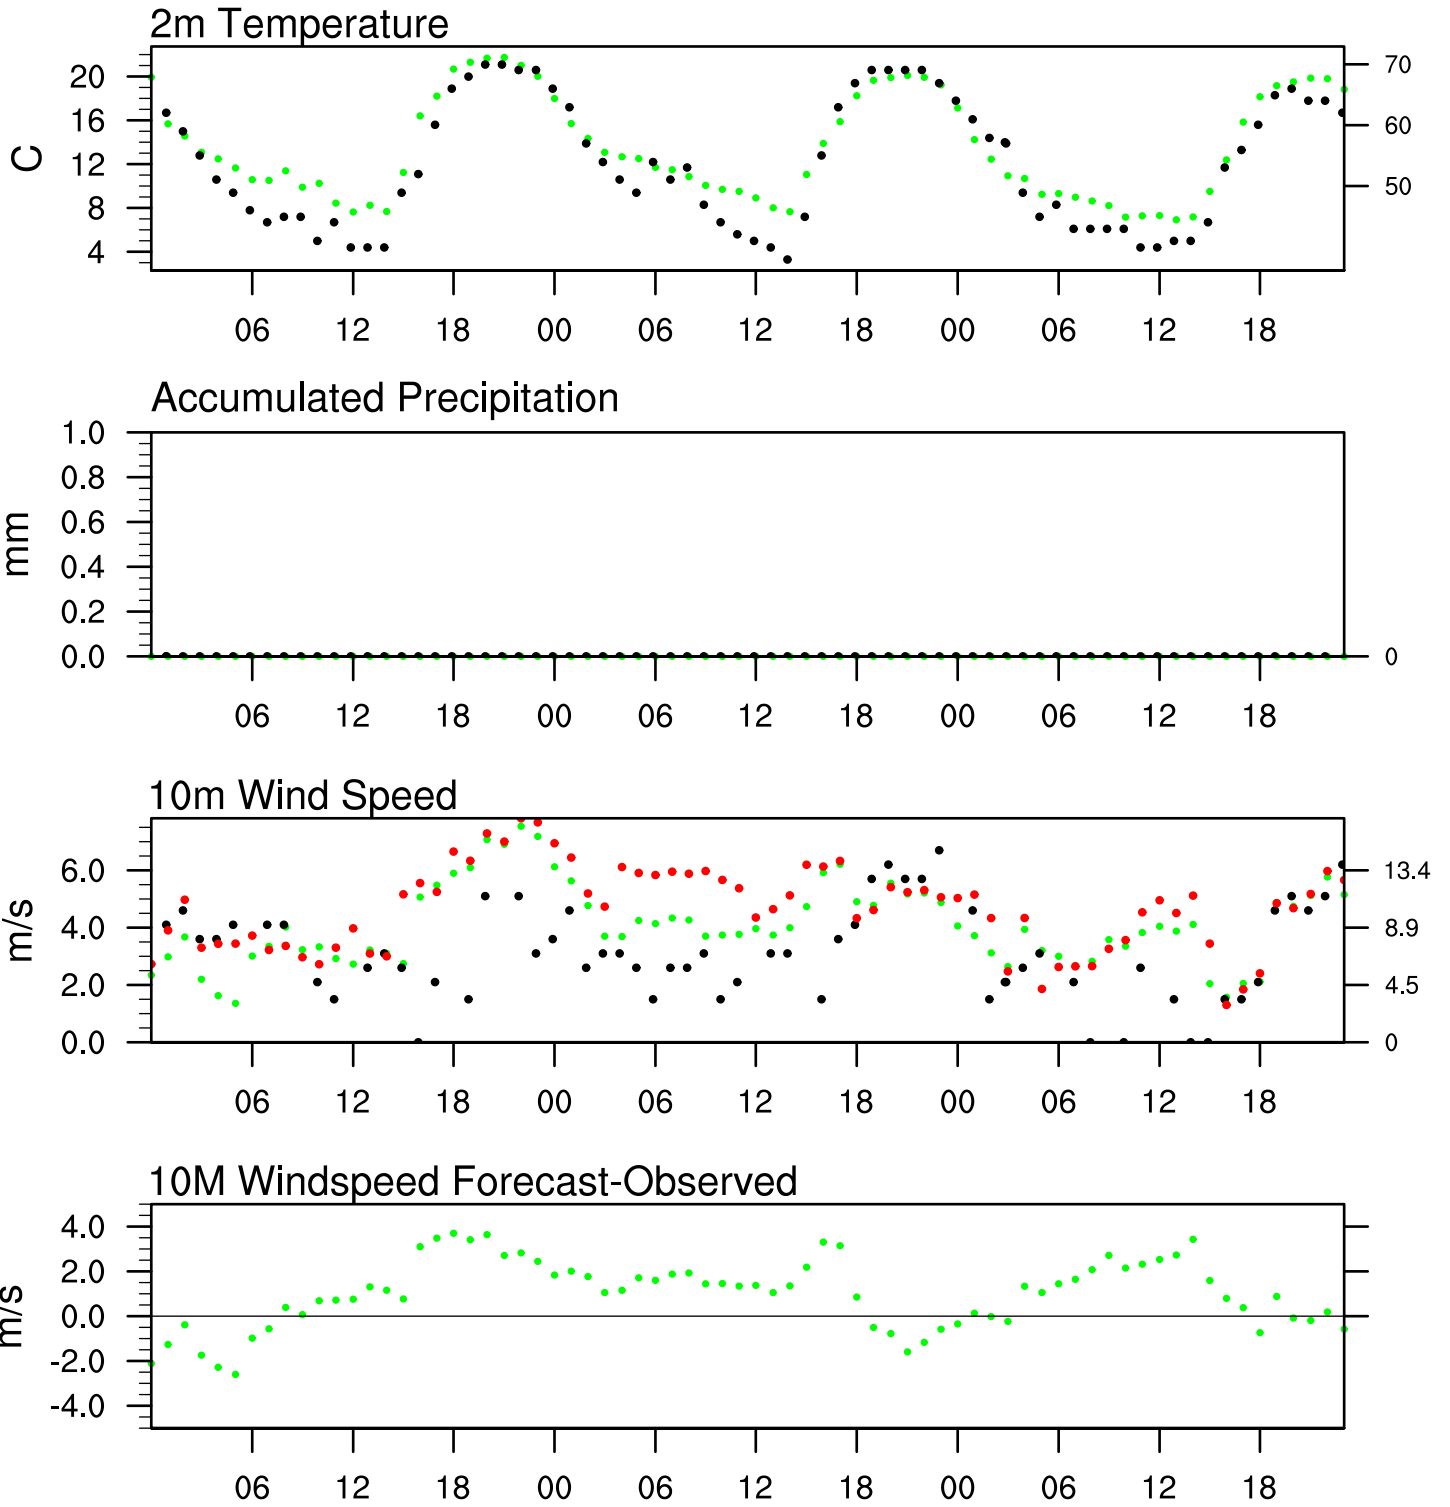 2m Temperature
20
16
12
8
4
C
70
60
50
06 12 18 00 06 12 18 00 06 12 18
Accumulated Precipitation
1.0
0.8
0.6
0.4
0.2
0.0
mm
0
06 12 18 00 06 12 18 00 06 12 18
10m Wind Speed
6.0
4.0
2.0
0.0
m/s
13.4
8.9
4.5
0
06 12 18 00 06 12 18 00 06 12 18
10M Windspeed Forecast-Observed
4.0
2.0
0.0
-2.0
-4.0
m/s
06 12 18 00 06 12 18 00 06 12 18